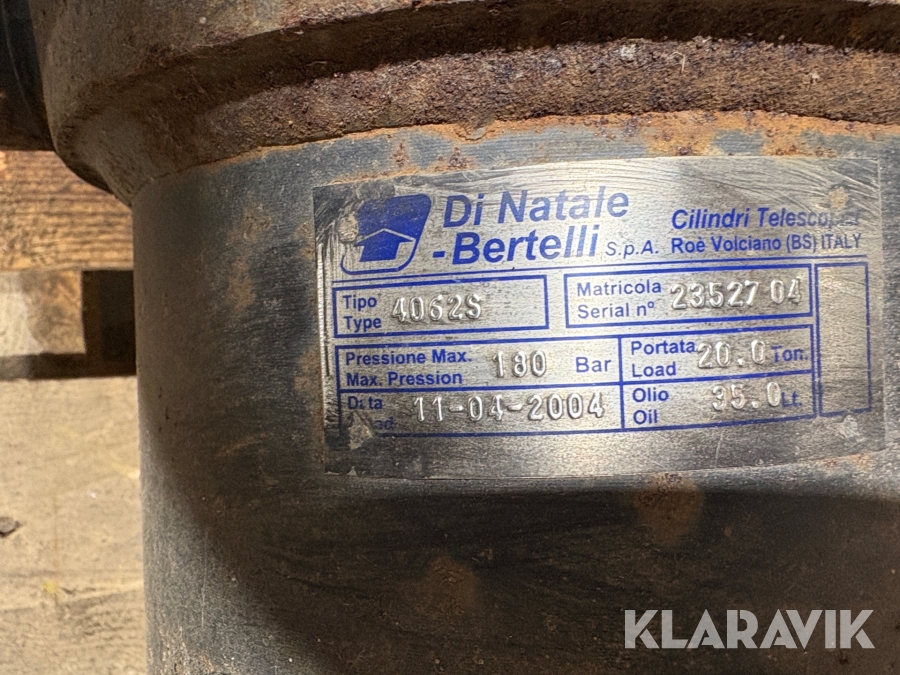 Di Natale
-Bertelli S.p.A.
Cilindri
Roè Volciano (BS) ITALY
Tipo
Type 4062S
Matricola
Serial n° 23527 04
Pressione Max.
Max. Pression 180 Bar
Portata
Load 20.0 Ton.
Data
11-04-2004
Olio
Oil 35.0 Lt.
KLARAVIK